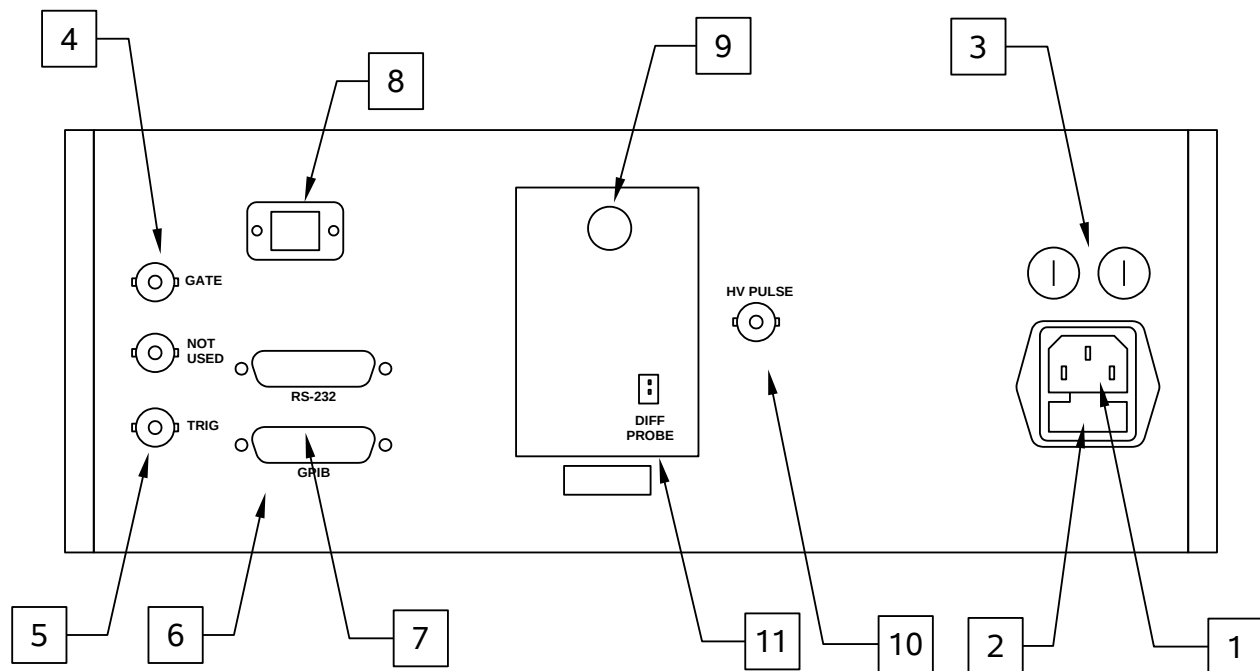 4
9
3
8
GATE
HV PULSE
NOT
USED
RS-232
DIFF
PROBE
TRIG
GPIB
5
6
7
11
10
2
1